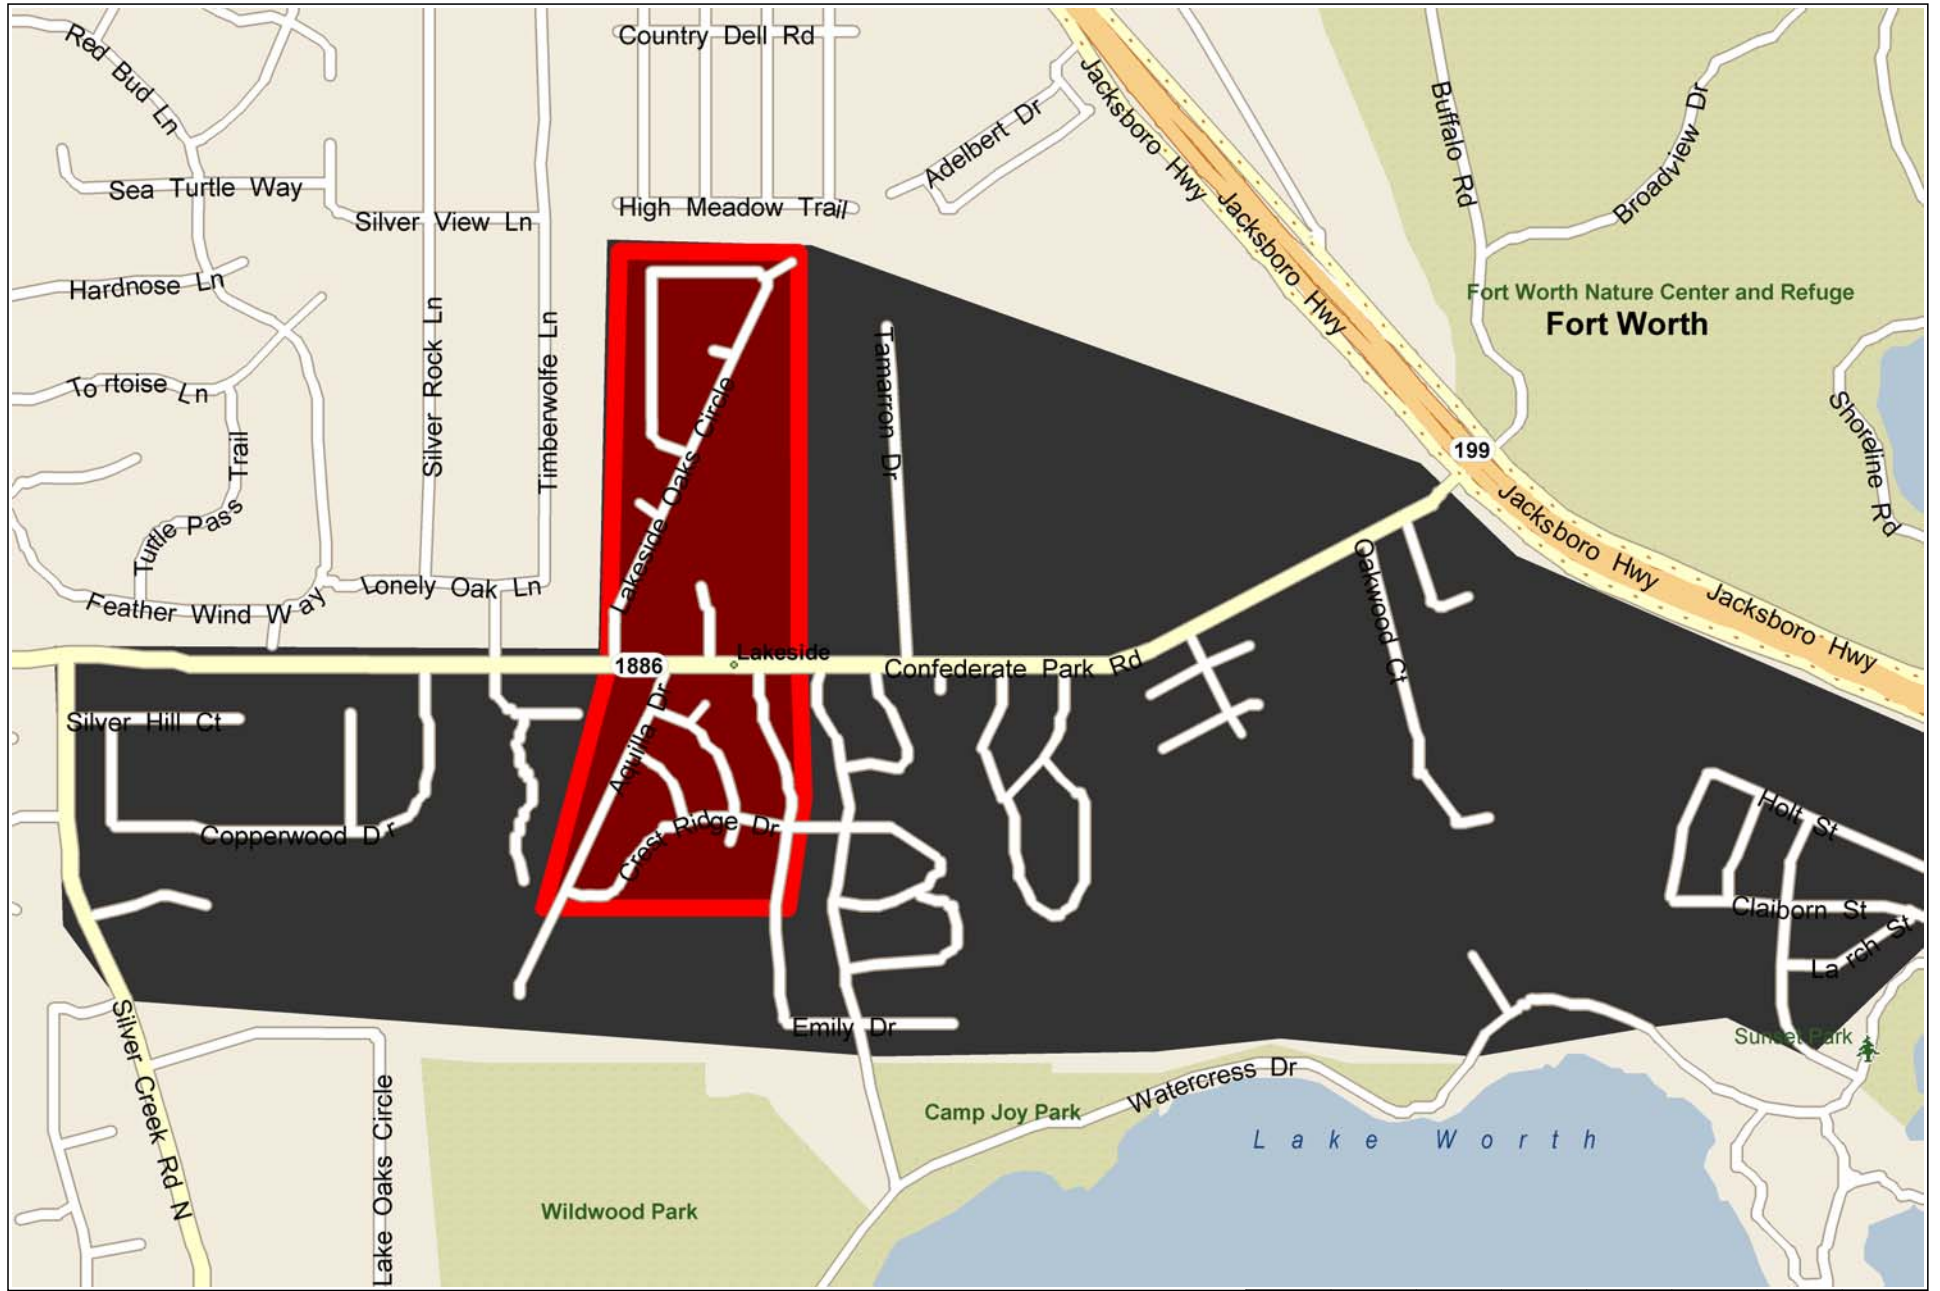 Country Dell Rd
Red Bud Ln
Jacksboro Hwy
Buffalo Rd
Broadview Dr
Adelbert Dr
Sea Turtle Way
High Meadow Trail
Silver View Ln
Jacksboro Hwy
Hardnose Ln
Fort Worth Nature Center and Refuge
Fort Worth
Silver Rock Ln
Timberwolfe Ln
Tamarron Dr
Tortoise Ln
Lakeside Oaks Circle
Shoreline Rd
Trail
199
Turtle Pass
Jacksboro Hwy
Oakwood Ct
Lonely Oak Ln
Feather Wind Way
Jacksboro Hwy
1886
Lakeside
Confederate Park Rd
Silver Hill Ct
Aquilla Dr
Copperwood Dr
Crest Ridge Dr
Holt St
Claiborn St
Larch St
Emily Dr
Sunset Park
Silver Creek Rd N
Lake Oaks Circle
Watercress Dr
Camp Joy Park
Lake Worth
Wildwood Park